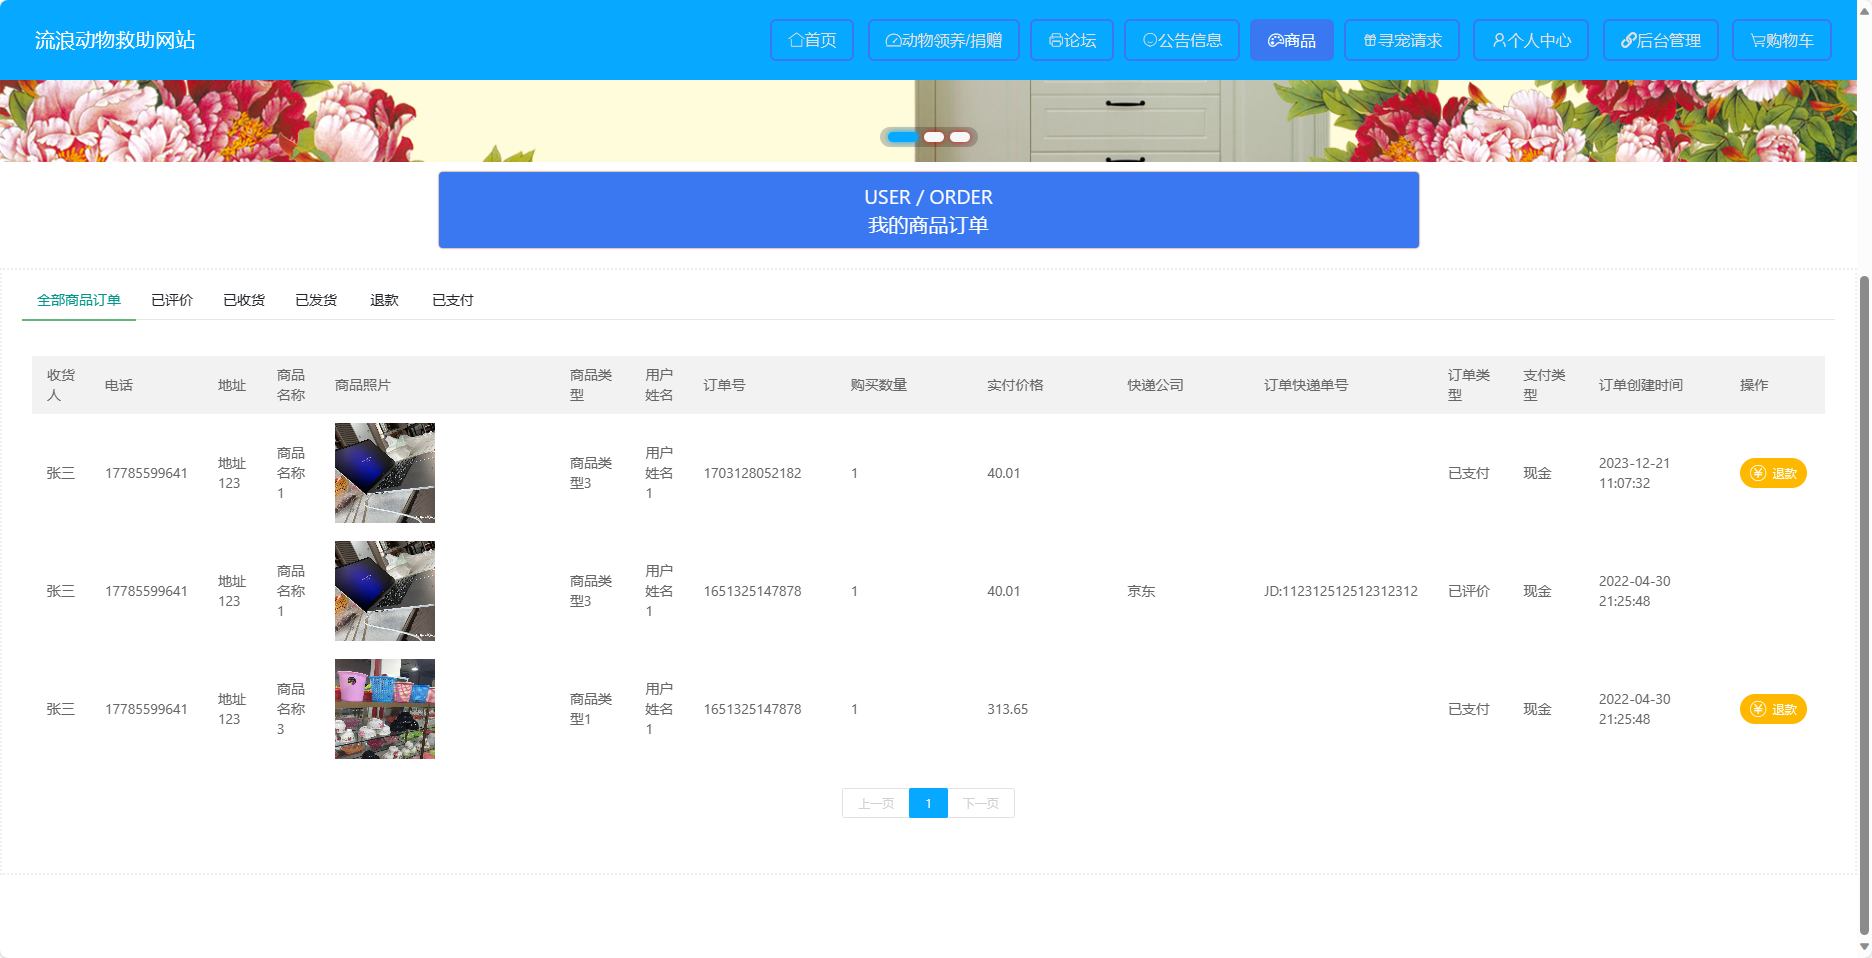 流浪动物救助网站
首页
动物领养/捐赠
论坛
公告信息
商品
寻宠请求
个人中心
后台管理
购物车
USER / ORDER
我的商品订单
全部商品订单
已评价
已收货
已发货
退款
已支付
收货
人
电话
地址
商品
名称
商品照片
商品类
型
用户
姓名
订单号
购买数量
实付价格
快递公司
订单快递单号
订单类
型
支付类
型
订单创建时间
操作
张三
17785599641
地址
123
商品
名称
1
商品类
型3
用户
姓名
1
1703128052182
1
40.01
已支付
现金
2023-12-21
11:07:32
退款
张三
17785599641
地址
123
商品
名称
1
商品类
型3
用户
姓名
1
1651325147878
1
40.01
京东
JD:112312512512312312
已评价
现金
2022-04-30
21:25:48
张三
17785599641
地址
123
商品
名称
3
商品类
型1
用户
姓名
1
1651325147878
1
313.65
已支付
现金
2022-04-30
21:25:48
退款
上一页
1
下一页